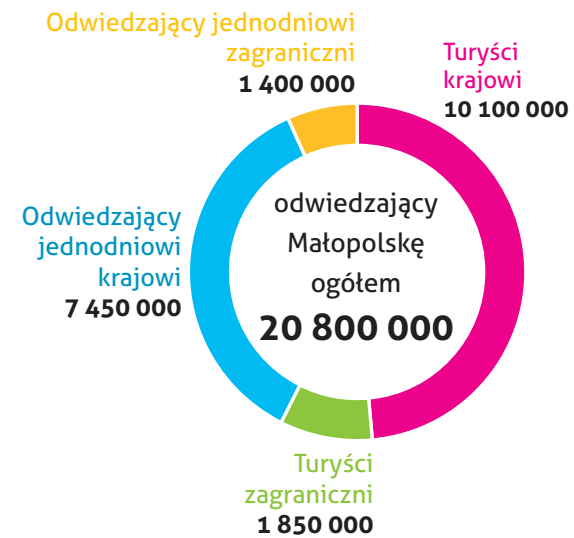 Odwiedzający jednodniowi
zagraniczni
1 400 000
Turyści
krajowi
10 100 000
Odwiedzający
jednodniowi
krajowi
7 450 000
odwiedzający
Małopolskę
ogółem
20 800 000
Turyści
zagraniczni
1 850 000